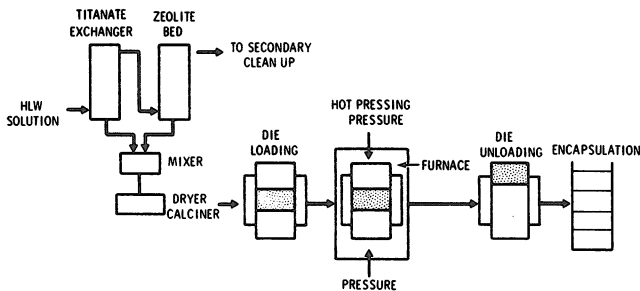 TITANATE
EXCHANGER
ZEOLITE
BED
TO SECONDARY
CLEAN UP
HLW
SOLUTION
MIXER
DRYER
CALCINER
DIE
LOADING
HOT PRESSING
PRESSURE
FURNACE
PRESSURE
DIE
UNLOADING
ENCAPSULATION